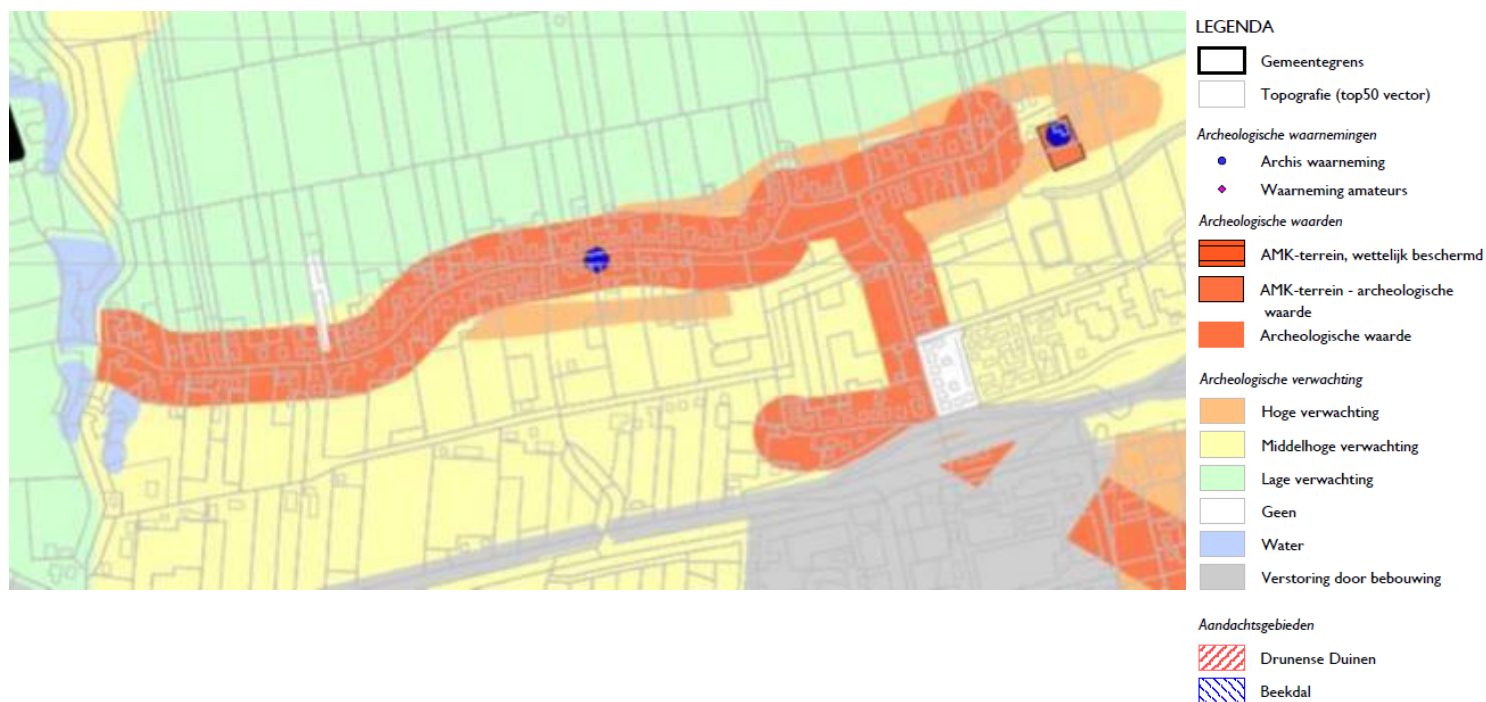 LEGENDA
Gemeentegrens
Topografie (top50 vector)
Archeologische waarnemingen
Archis waarneming
Waarneming amateurs
Archeologische waarden
AMK-terrein, wettelijk beschermd
AMK-terrein - archeologische
waarde
Archeologische waarde
Archeologische verwachting
Hoge verwachting
Middelhoge verwachting
Lage verwachting
Geen
Water
Verstoring door bebouwing
Aandachtsgebieden
Drunense Duinen
Beekdal